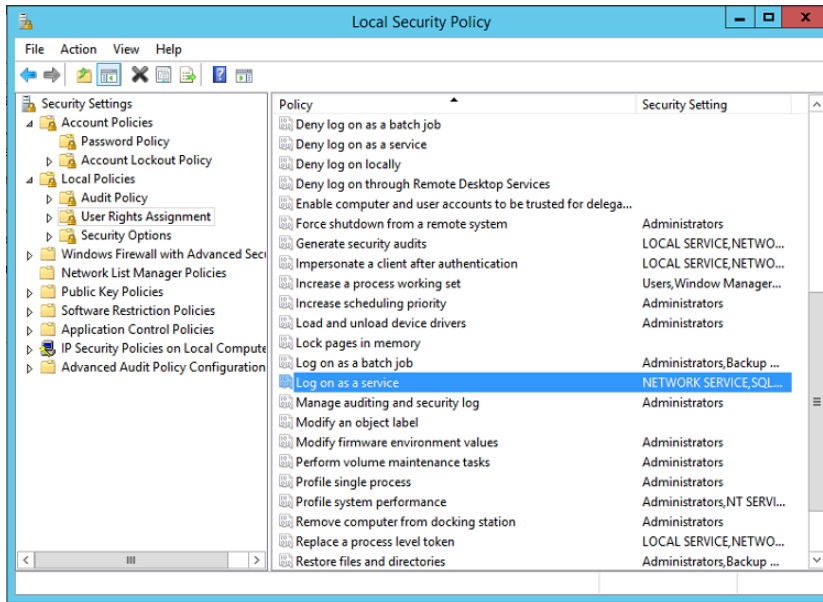 Local Security Policy
File Action View Help
Security Settings
Account Policies
Password Policy
Account Lockout Policy
Local Policies
Audit Policy
User Rights Assignment
Security Options
Windows Firewall with Advanced Secu
Network List Manager Policies
Public Key Policies
Software Restriction Policies
Application Control Policies
IP Security Policies on Local Compute
Advanced Audit Policy Configuration
Policy Security Setting
Deny log on as a batch job
Deny log on as a service
Deny log on locally
Deny log on through Remote Desktop Services
Enable computer and user accounts to be trusted for delega...
Force shutdown from a remote system Administrators
Generate security audits LOCAL SERVICE,NETWO...
Impersonate a client after authentication LOCAL SERVICE,NETWO...
Increase a process working set Users,Window Manager...
Increase scheduling priority Administrators
Load and unload device drivers Administrators
Lock pages in memory
Log on as a batch job Administrators,Backup ...
Log on as a service NETWORK SERVICE,SQL...
Manage auditing and security log Administrators
Modify an object label
Modify firmware environment values Administrators
Perform volume maintenance tasks Administrators
Profile single process Administrators
Profile system performance Administrators,NT SERVI...
Remove computer from docking station Administrators
Replace a process level token LOCAL SERVICE,NETWO...
Restore files and directories Administrators,Backup ...